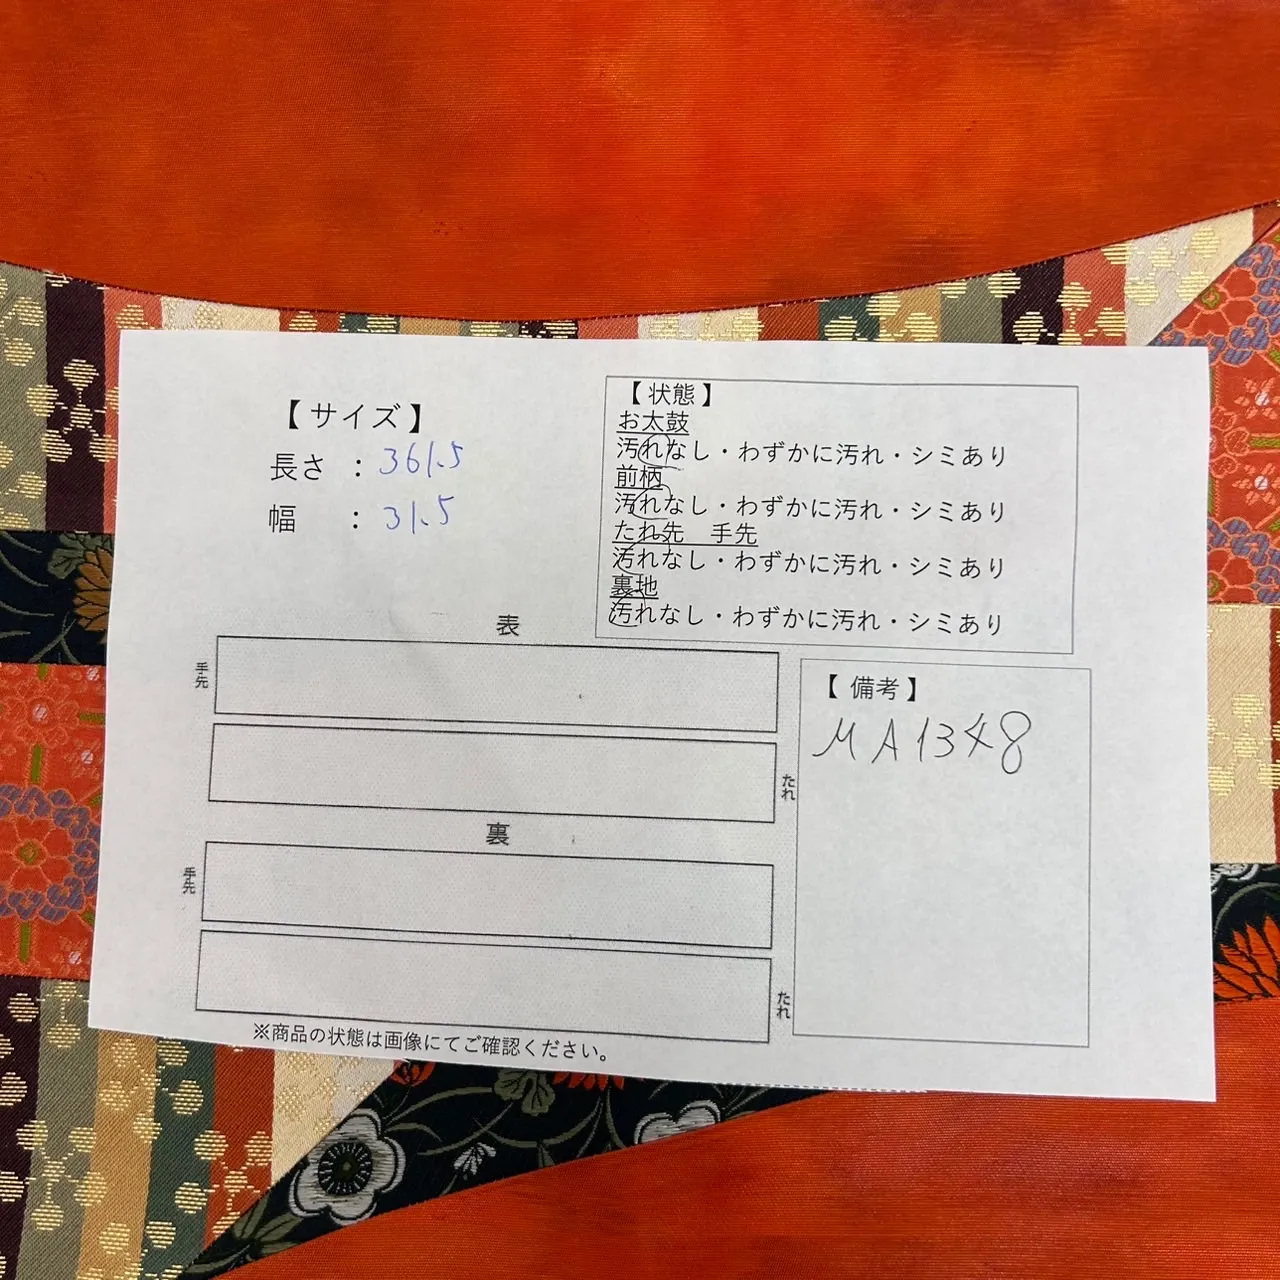 【サイズ】
長さ ：361.5
幅 ：31.5
【状態】
お太鼓
汚れなし・わずかに汚れ・シミあり
前柄
汚れなし・わずかに汚れ・シミあり
たれ先 手先
汚れなし・わずかに汚れ・シミあり
裏地
汚れなし・わずかに汚れ・シミあり
表
手先
たれ
裏
手先
たれ
※商品の状態は画像にてご確認ください。
【備考】
MA1348